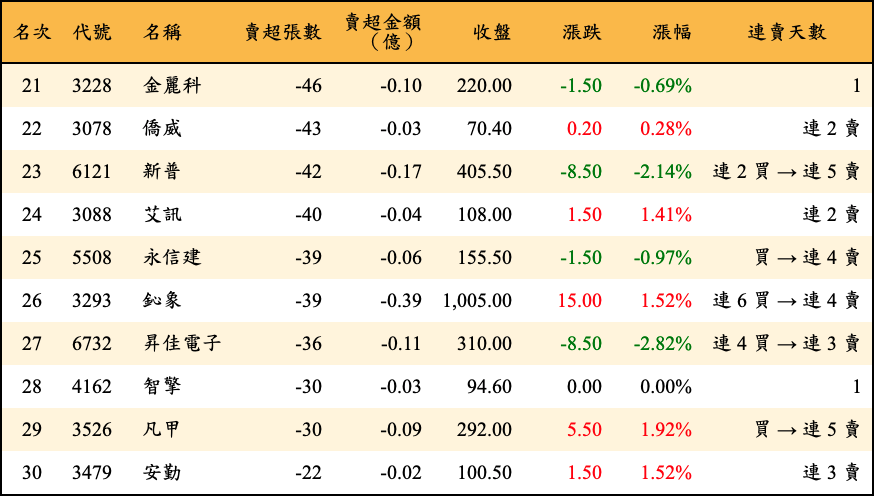 名次 代號 名稱 賣超張數 賣超金額（億） 收盤 漲跌 漲幅 連賣天數
21 3228 金麗科 -46 -0.10 220.00 -1.50 -0.69% 1
22 3078 僑威 -43 -0.03 70.40 0.20 0.28% 連 2 賣
23 6121 新普 -42 -0.17 405.50 -8.50 -2.14% 連 2 買 → 連 5 賣
24 3088 艾訊 -40 -0.04 108.00 1.50 1.41% 連 2 賣
25 5508 永信建 -39 -0.06 155.50 -1.50 -0.97% 買 → 連 4 賣
26 3293 鈊象 -39 -0.39 1,005.00 15.00 1.52% 連 6 買 → 連 4 賣
27 6732 昇佳電子 -36 -0.11 310.00 -8.50 -2.82% 連 4 買 → 連 3 賣
28 4162 智擎 -30 -0.03 94.60 0.00 0.00% 1
29 3526 凡甲 -30 -0.09 292.00 5.50 1.92% 買 → 連 5 賣
30 3479 安勤 -22 -0.02 100.50 1.50 1.52% 連 3 賣